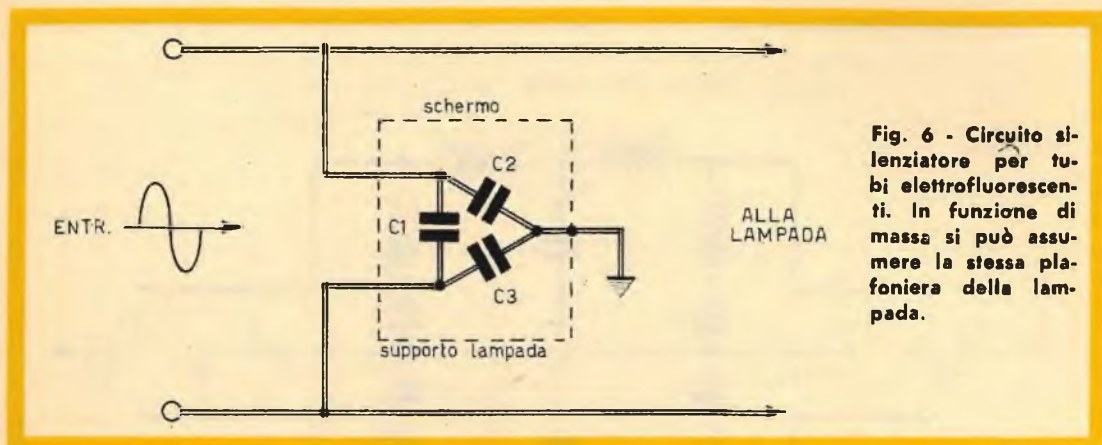 schermo
C2
ENTR.
C1
C3
supporto lampada
ALLA
LAMPADA
Fig. 6 - Circuito si-
lenziatore per tu-
bi elettrofluorescen-
ti. In funzione di
massa si può assu-
mere la stessa pla-
foniera della lam-
pada.